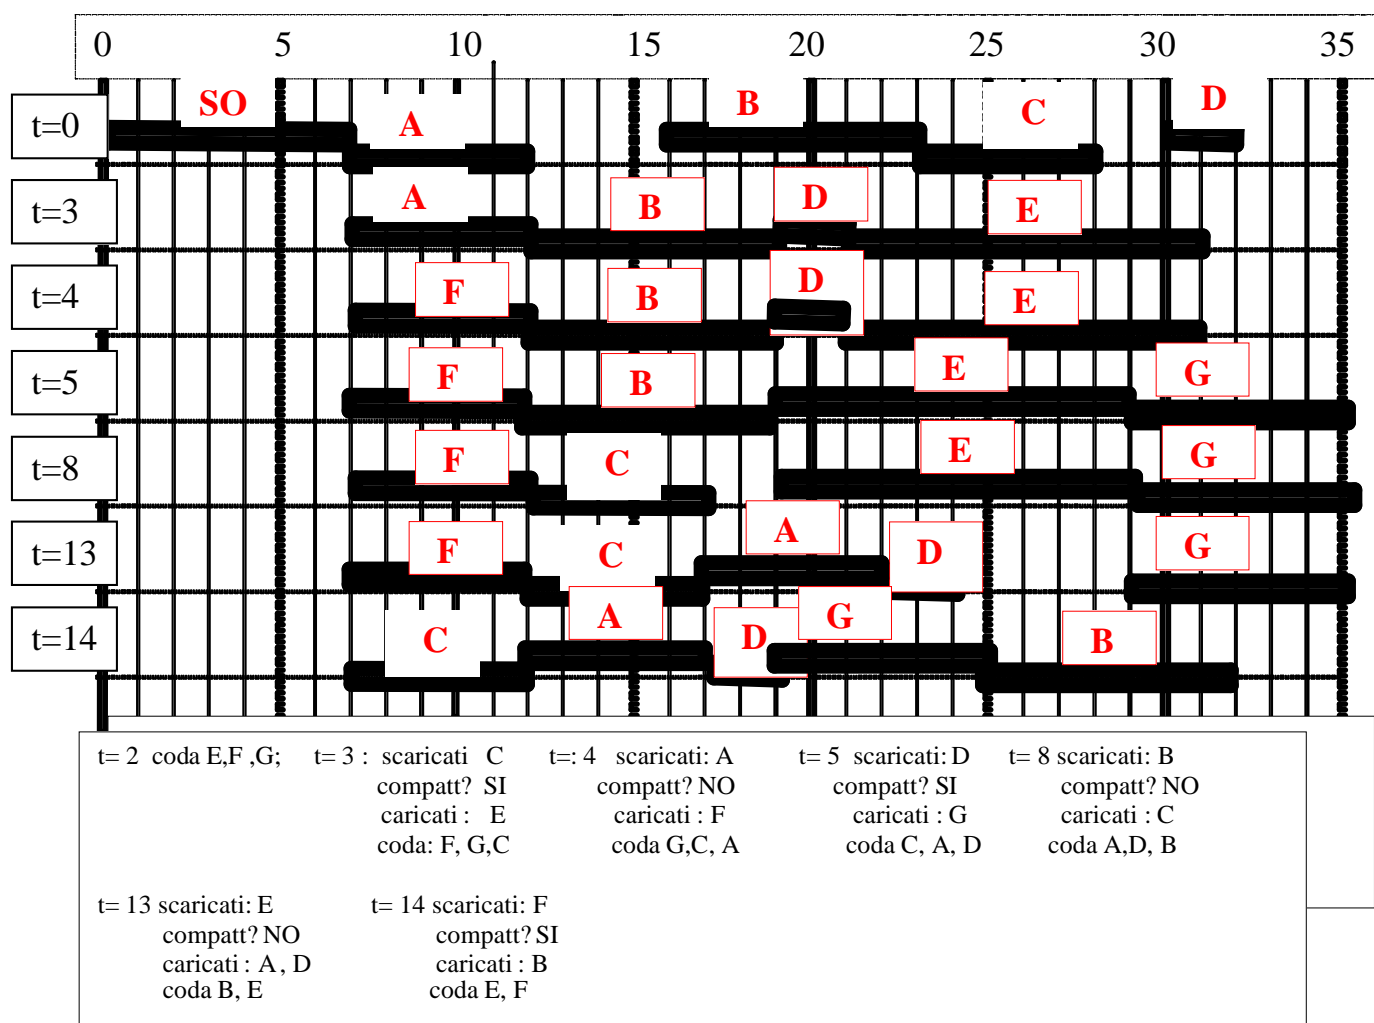 0 5 10 15 20 25 30 35
t=0 SO A B C D
t=3 A B D E
t=4 F B D E
t=5 F B E G
t=8 F C E G
t=13 F C A D G
t=14 C A D G B
t= 2 coda E,F ,G; t= 3 : scaricati C t=: 4 scaricati: A t= 5 scaricati: D t= 8 scaricati: B
compatt? SI compatt? NO compatt? SI compatt? NO
caricati : E caricati : F caricati : G caricati : C
coda: F, G,C coda G,C, A coda C, A, D coda A,D, B
t= 13 scaricati: E t= 14 scaricati: F
compatt? NO compatt? SI
caricati : A, D caricati : B
coda B, E coda E, F